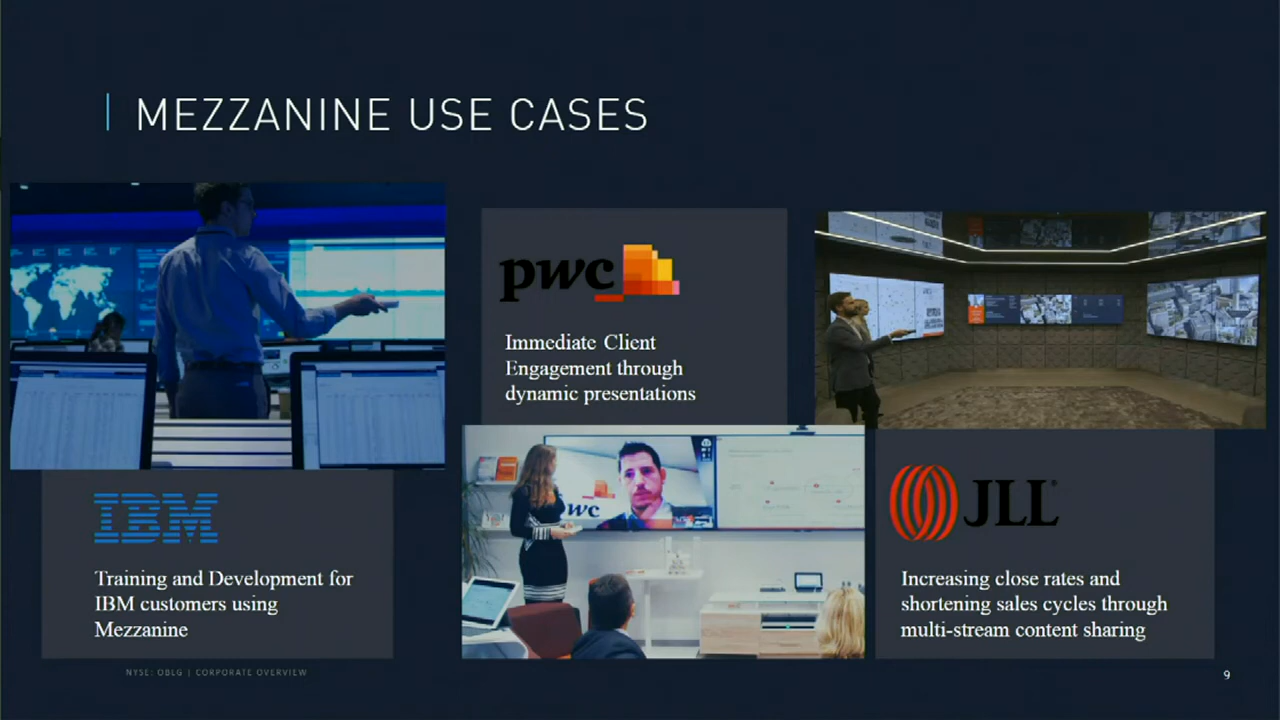 MEZZANINE USE CASES
pwc
Immediate Client
Engagement through
dynamic presentations
wc
IBM
Training and Development for
IBM customers using
Mezzanine
JLL
Increasing close rates and
shortening sales cycles through
multi-stream content sharing
NYSE: OBLG | CORPORATE OVERVIEW
9